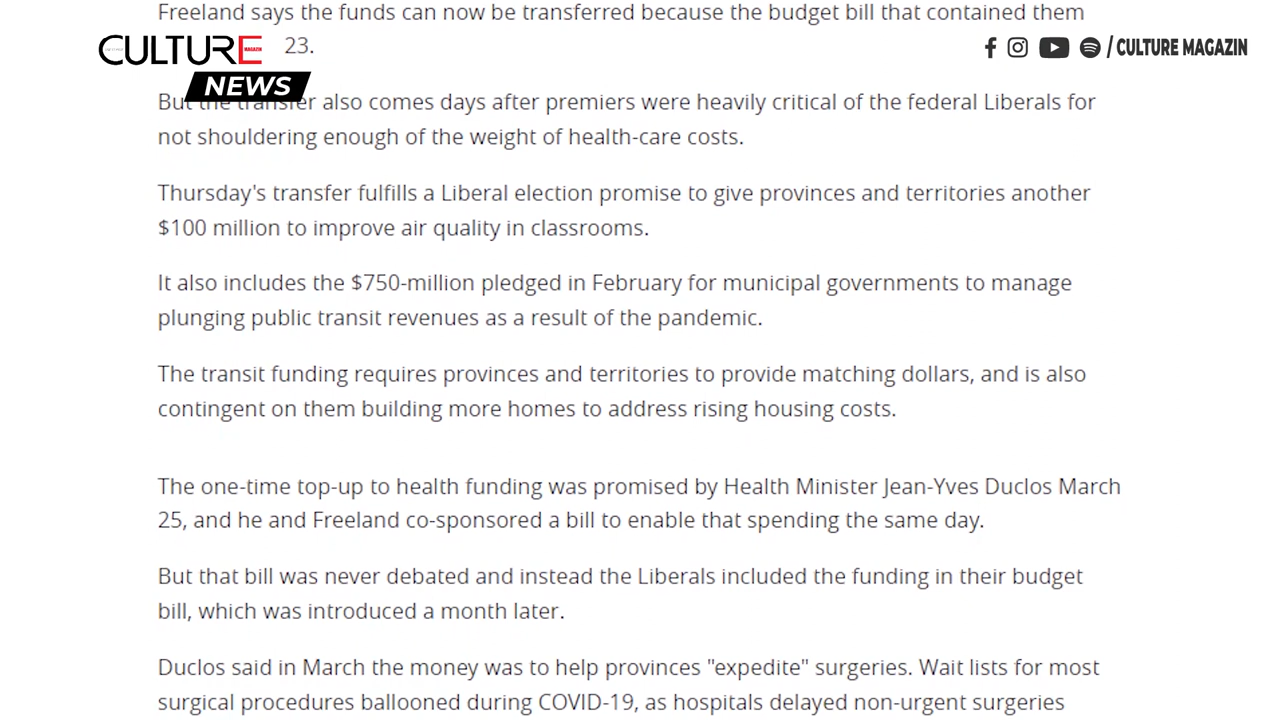 Freeland says the funds can now be transferred because the budget bill that contained them
23.
CULTURE
MAGAZIN
NEWS
/ CULTURE MAGAZIN
But the transfer also comes days after premiers were heavily critical of the federal Liberals for
not shouldering enough of the weight of health-care costs.
Thursday's transfer fulfills a Liberal election promise to give provinces and territories another
$100 million to improve air quality in classrooms.
It also includes the $750-million pledged in February for municipal governments to manage
plunging public transit revenues as a result of the pandemic.
The transit funding requires provinces and territories to provide matching dollars, and is also
contingent on them building more homes to address rising housing costs.
The one-time top-up to health funding was promised by Health Minister Jean-Yves Duclos March
25, and he and Freeland co-sponsored a bill to enable that spending the same day.
But that bill was never debated and instead the Liberals included the funding in their budget
bill, which was introduced a month later.
Duclos said in March the money was to help provinces "expedite" surgeries. Wait lists for most
surgical procedures ballooned during COVID-19, as hospitals delayed non-urgent surgeries